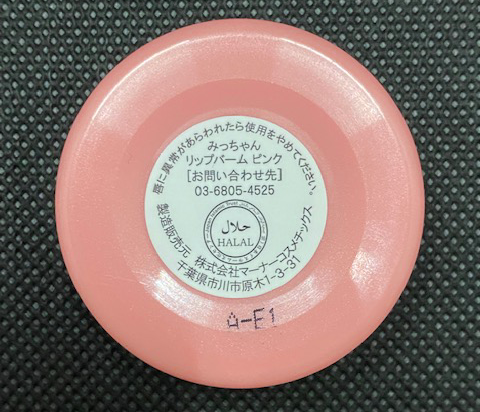 唇に異常があらわれたら使用をやめてください。
みっちゃん
リップバーム ピンク
[お問い合わせ先]
03-6805-4525
حلال
HALAL
製造販売元 株式会社マーナーコスメチックス
千葉県市川市原木1-3-31
A-E1